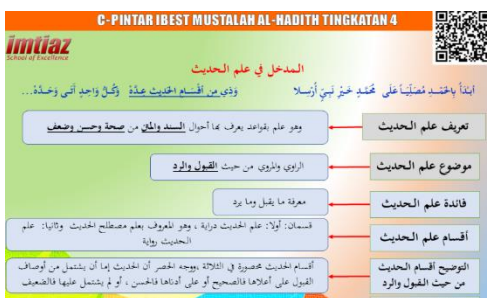 C-PINTAR IBEST MUSTALAH AL-HADITH TINGKATAN 4
imtiaz
School of Excellence
المدخل في علم الحديث
أبدأ بالحمد مصليا على محمد خير نبي أرسلا
وذي من أقسام الحديث عدة وكل واحد أتى وحده...
تعريف علم الحديث
وهو علم بقواعد يعرف بها أحوال السند والمتن من صحة وحسن وضعف
موضوع علم الحديث
الراوي والمروي من حيث القبول والرد
فائدة علم الحديث
معرفة ما يقبل وما يرد
أقسام علم الحديث
قسمان: أولا: علم الحديث دراية ، وهو المعروف بعلم مصطلح الحديث وثانيا: علم
الحديث رواية
التوضيح أقسام الحديث
من حيث القبول والرد
أقسام الحديث محصورة في الثلاثة ,ووجه الحصر أن الحديث إما أن يشتمل من أوصاف
القبول على أعلاها فالصحيح أو على أدناها فالحسن ، أو لم يشتمل عليها فالضعيف